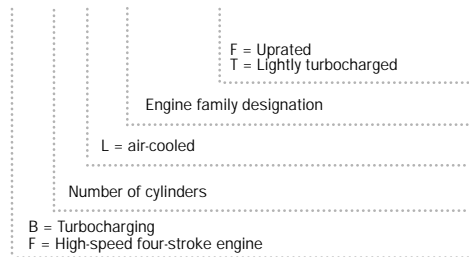 F = Uprated
T = Lightly turbocharged
Engine family designation
L = air-cooled
Number of cylinders
B = Turbocharging
F = High-speed four-stroke engine